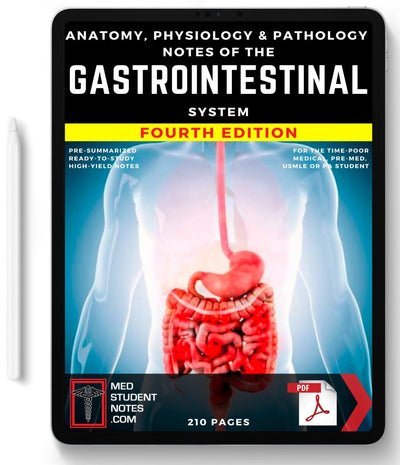 ANATOMY, PHYSIOLOGY & PATHOLOGY
NOTES OF THE
GASTROINTESTINAL
SYSTEM
FOURTH EDITION
PRE-SUMMARIZED
READY-TO-STUDY
HIGH-YIELD NOTES
FOR THE TIME-POOR
MEDICAL, PRE-MED,
USMLE OR PA STUDENT
MED
STUDENT
NOTES
.COM
210 PAGES
PDF